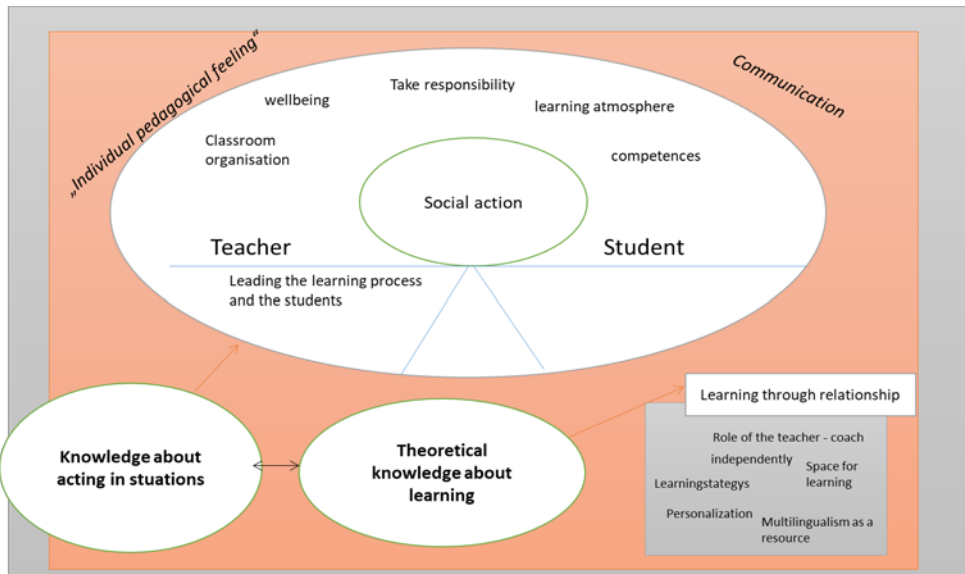 „Individual pedagogical feeling“
Communication
Take responsibility
wellbeing
learning atmosphere
Classroom
organisation
competences
Social action
Teacher
Student
Leading the learning process
and the students
Learning through relationship
Knowledge about
acting in stuations
Theoretical
knowledge about
learning
Role of the teacher - coach
independently
Space for
learning
Learningstategys
Personalization
Multilingualism as a
resource